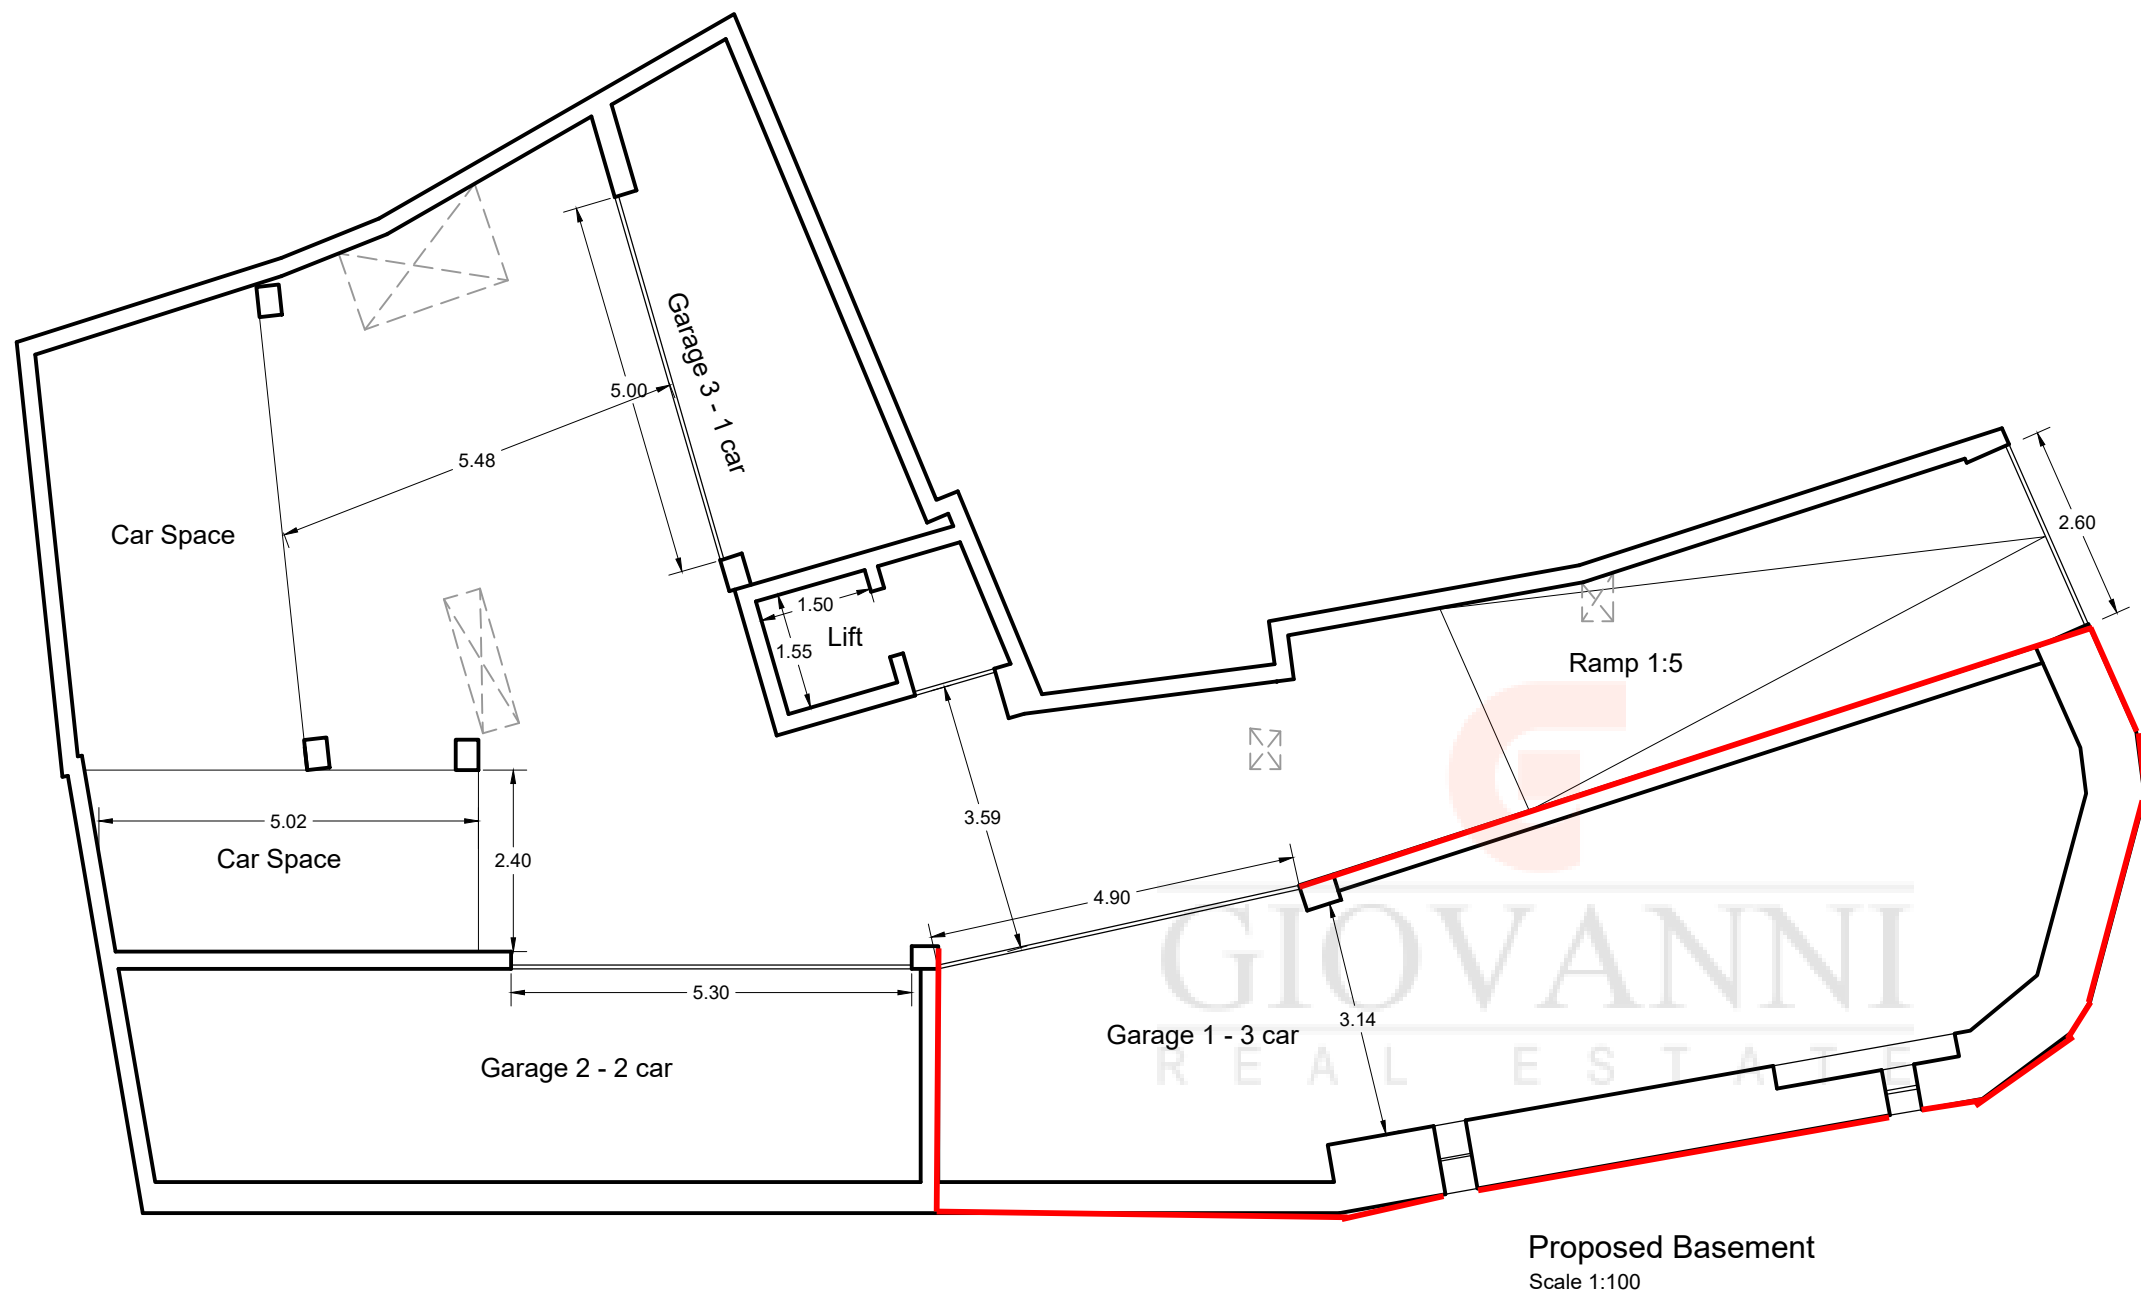 Garage 3 - 1 car
5.00
5.48
Car Space
2.60
1.50
Lift
1.55
Ramp 1:5
3.59
5.02
Car Space
2.40
4.90
GIOVANNI
REAL ESTATE
5.30
3.14
Garage 1 - 3 car
Garage 2 - 2 car
Proposed Basement
Scale 1:100